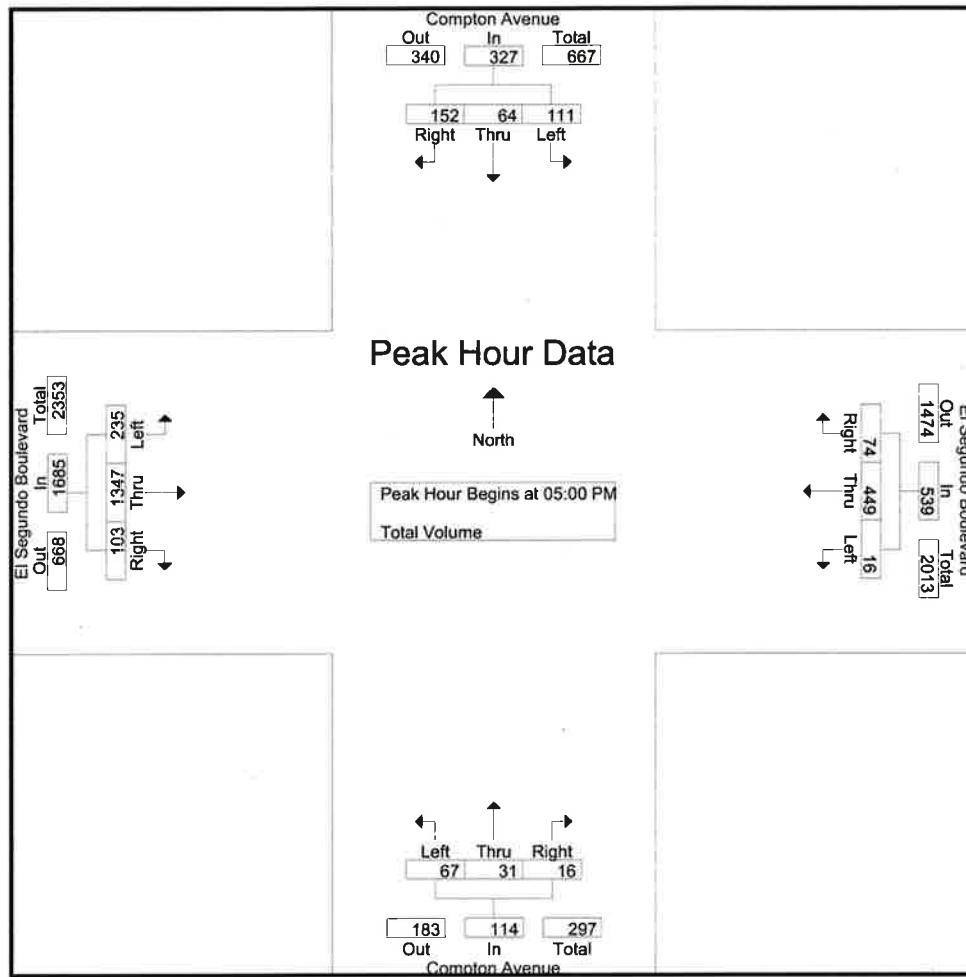 Compton Avenue
Out In Total
340 327 667
152 64 111
Right Thru Left
Peak Hour Data
North
Peak Hour Begins at 05:00 PM
Total Volume
El Segundo Boulevard
Out In Total
668 1685 2353
103 1347 235
Right Thru Left
El Segundo Boulevard
Out In Total
1474 539 2013
74 449 16
Right Thru Left
Left Thru Right
67 31 16
183 114 297
Out In Total
Compton Avenue